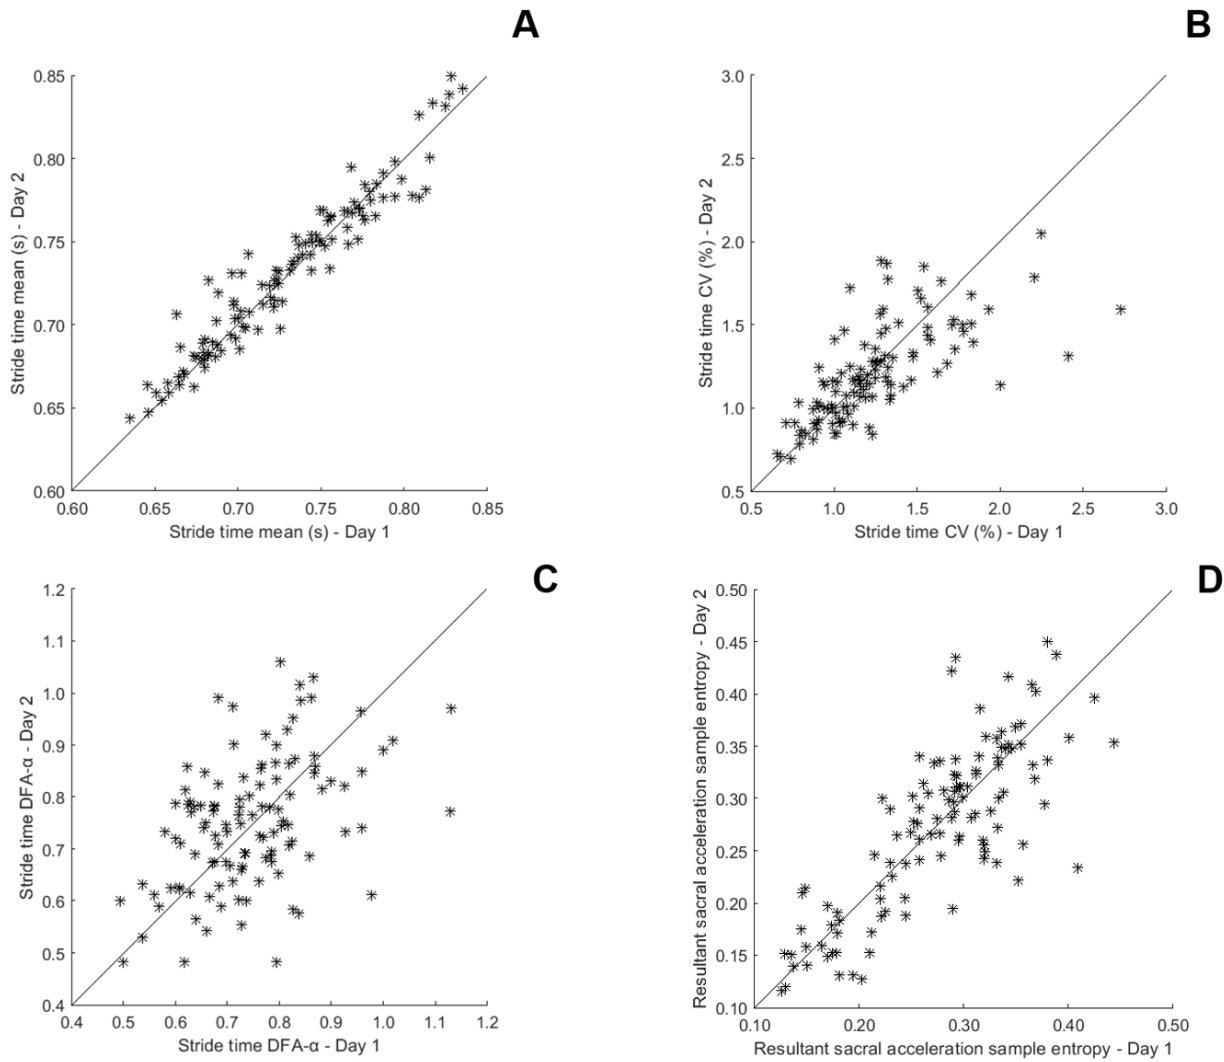 A
0.85
0.80
0.75
0.70
0.65
0.60
Stride time mean (s) - Day 2
0.60 0.65 0.70 0.75 0.80 0.85
Stride time mean (s) - Day 1
B
3.0
2.5
2.0
1.5
1.0
0.5
Stride time CV (%) - Day 2
0.5 1.0 1.5 2.0 2.5 3.0
Stride time CV (%) - Day 1
C
1.2
1.1
1.0
0.9
0.8
0.7
0.6
0.5
0.4
Stride time DFA-α - Day 2
0.4 0.5 0.6 0.7 0.8 0.9 1.0 1.1 1.2
Stride time DFA-α - Day 1
D
0.50
0.40
0.35
0.30
0.25
0.20
0.15
0.10
Resultant sacral acceleration sample entropy - Day 2
0.10 0.20 0.30 0.40 0.50
Resultant sacral acceleration sample entropy - Day 1